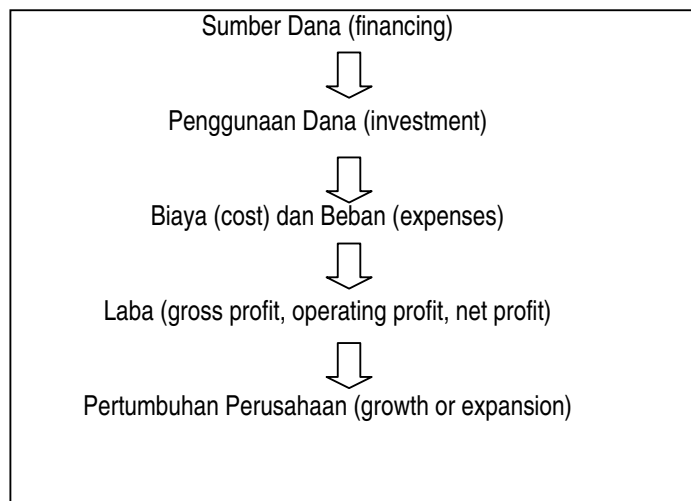 Sumber Dana (financing)
Penggunaan Dana (investment)
Biaya (cost) dan Beban (expenses)
Laba (gross profit, operating profit, net profit)
Pertumbuhan Perusahaan (growth or expansion)